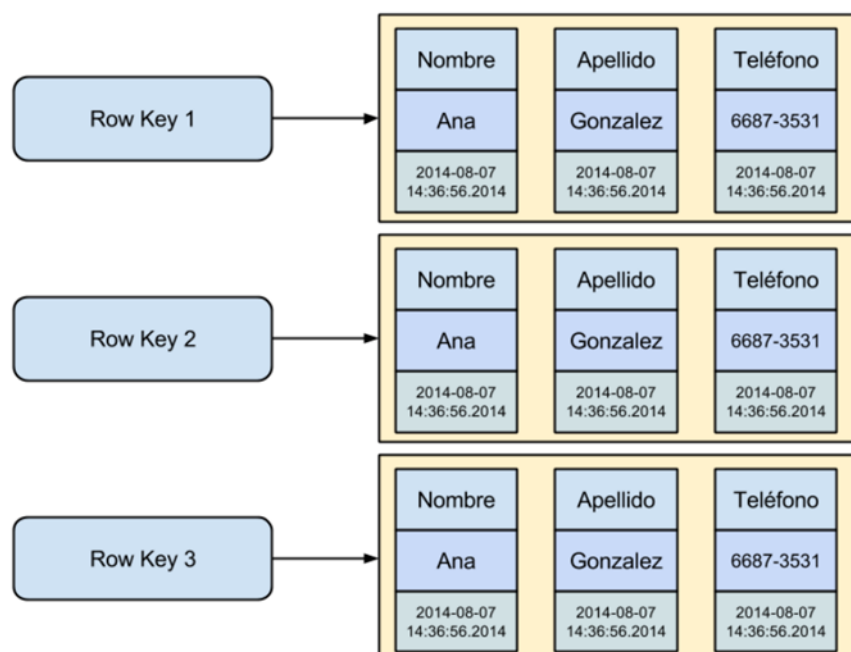 Nombre
Apellido
Teléfono
Row Key 1
Ana
Gonzalez
6687-3531
2014-08-07
14:36:56.2014
2014-08-07
14:36:56.2014
2014-08-07
14:36:56.2014
Nombre
Apellido
Teléfono
Row Key 2
Ana
Gonzalez
6687-3531
2014-08-07
14:36:56.2014
2014-08-07
14:36:56.2014
2014-08-07
14:36:56.2014
Nombre
Apellido
Teléfono
Row Key 3
Ana
Gonzalez
6687-3531
2014-08-07
14:36:56.2014
2014-08-07
14:36:56.2014
2014-08-07
14:36:56.2014